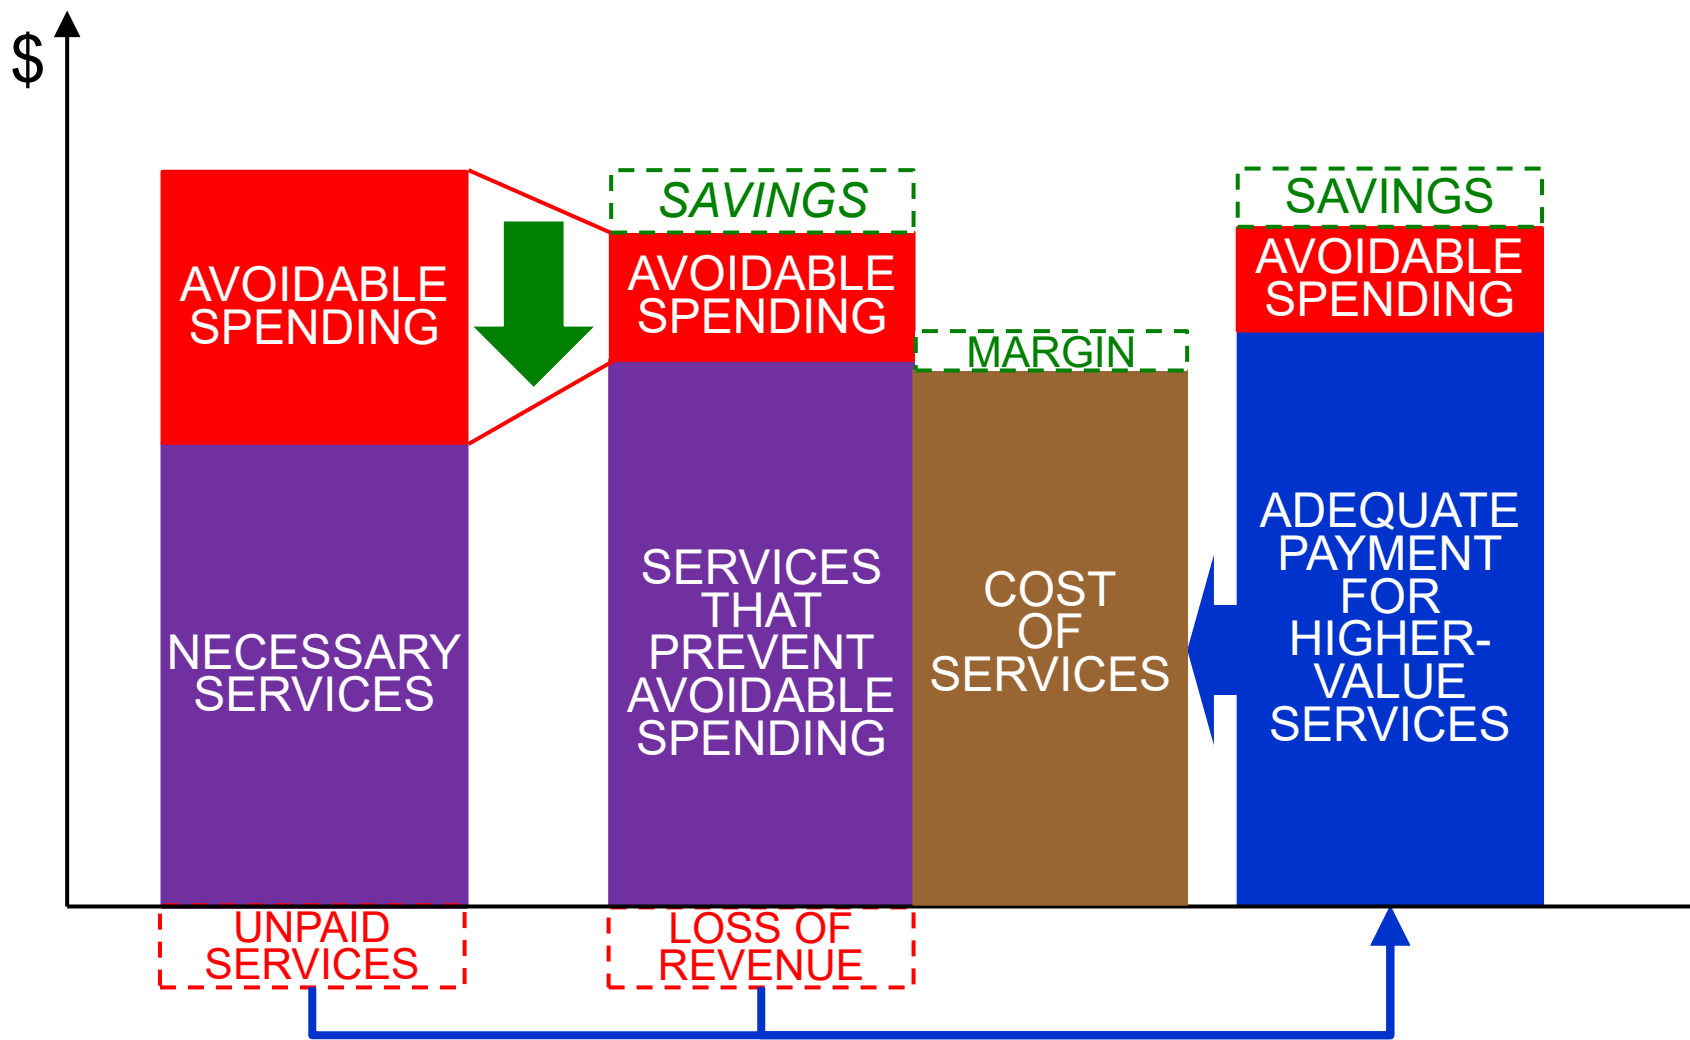 $
AVOIDABLE
SPENDING
NECESSARY
SERVICES
UNPAID
SERVICES
SAVINGS
AVOIDABLE
SPENDING
SERVICES
THAT
PREVENT
AVOIDABLE
SPENDING
LOSS OF
REVENUE
MARGIN
COST
OF
SERVICES
SAVINGS
AVOIDABLE
SPENDING
ADEQUATE
PAYMENT
FOR
HIGHER-
VALUE
SERVICES